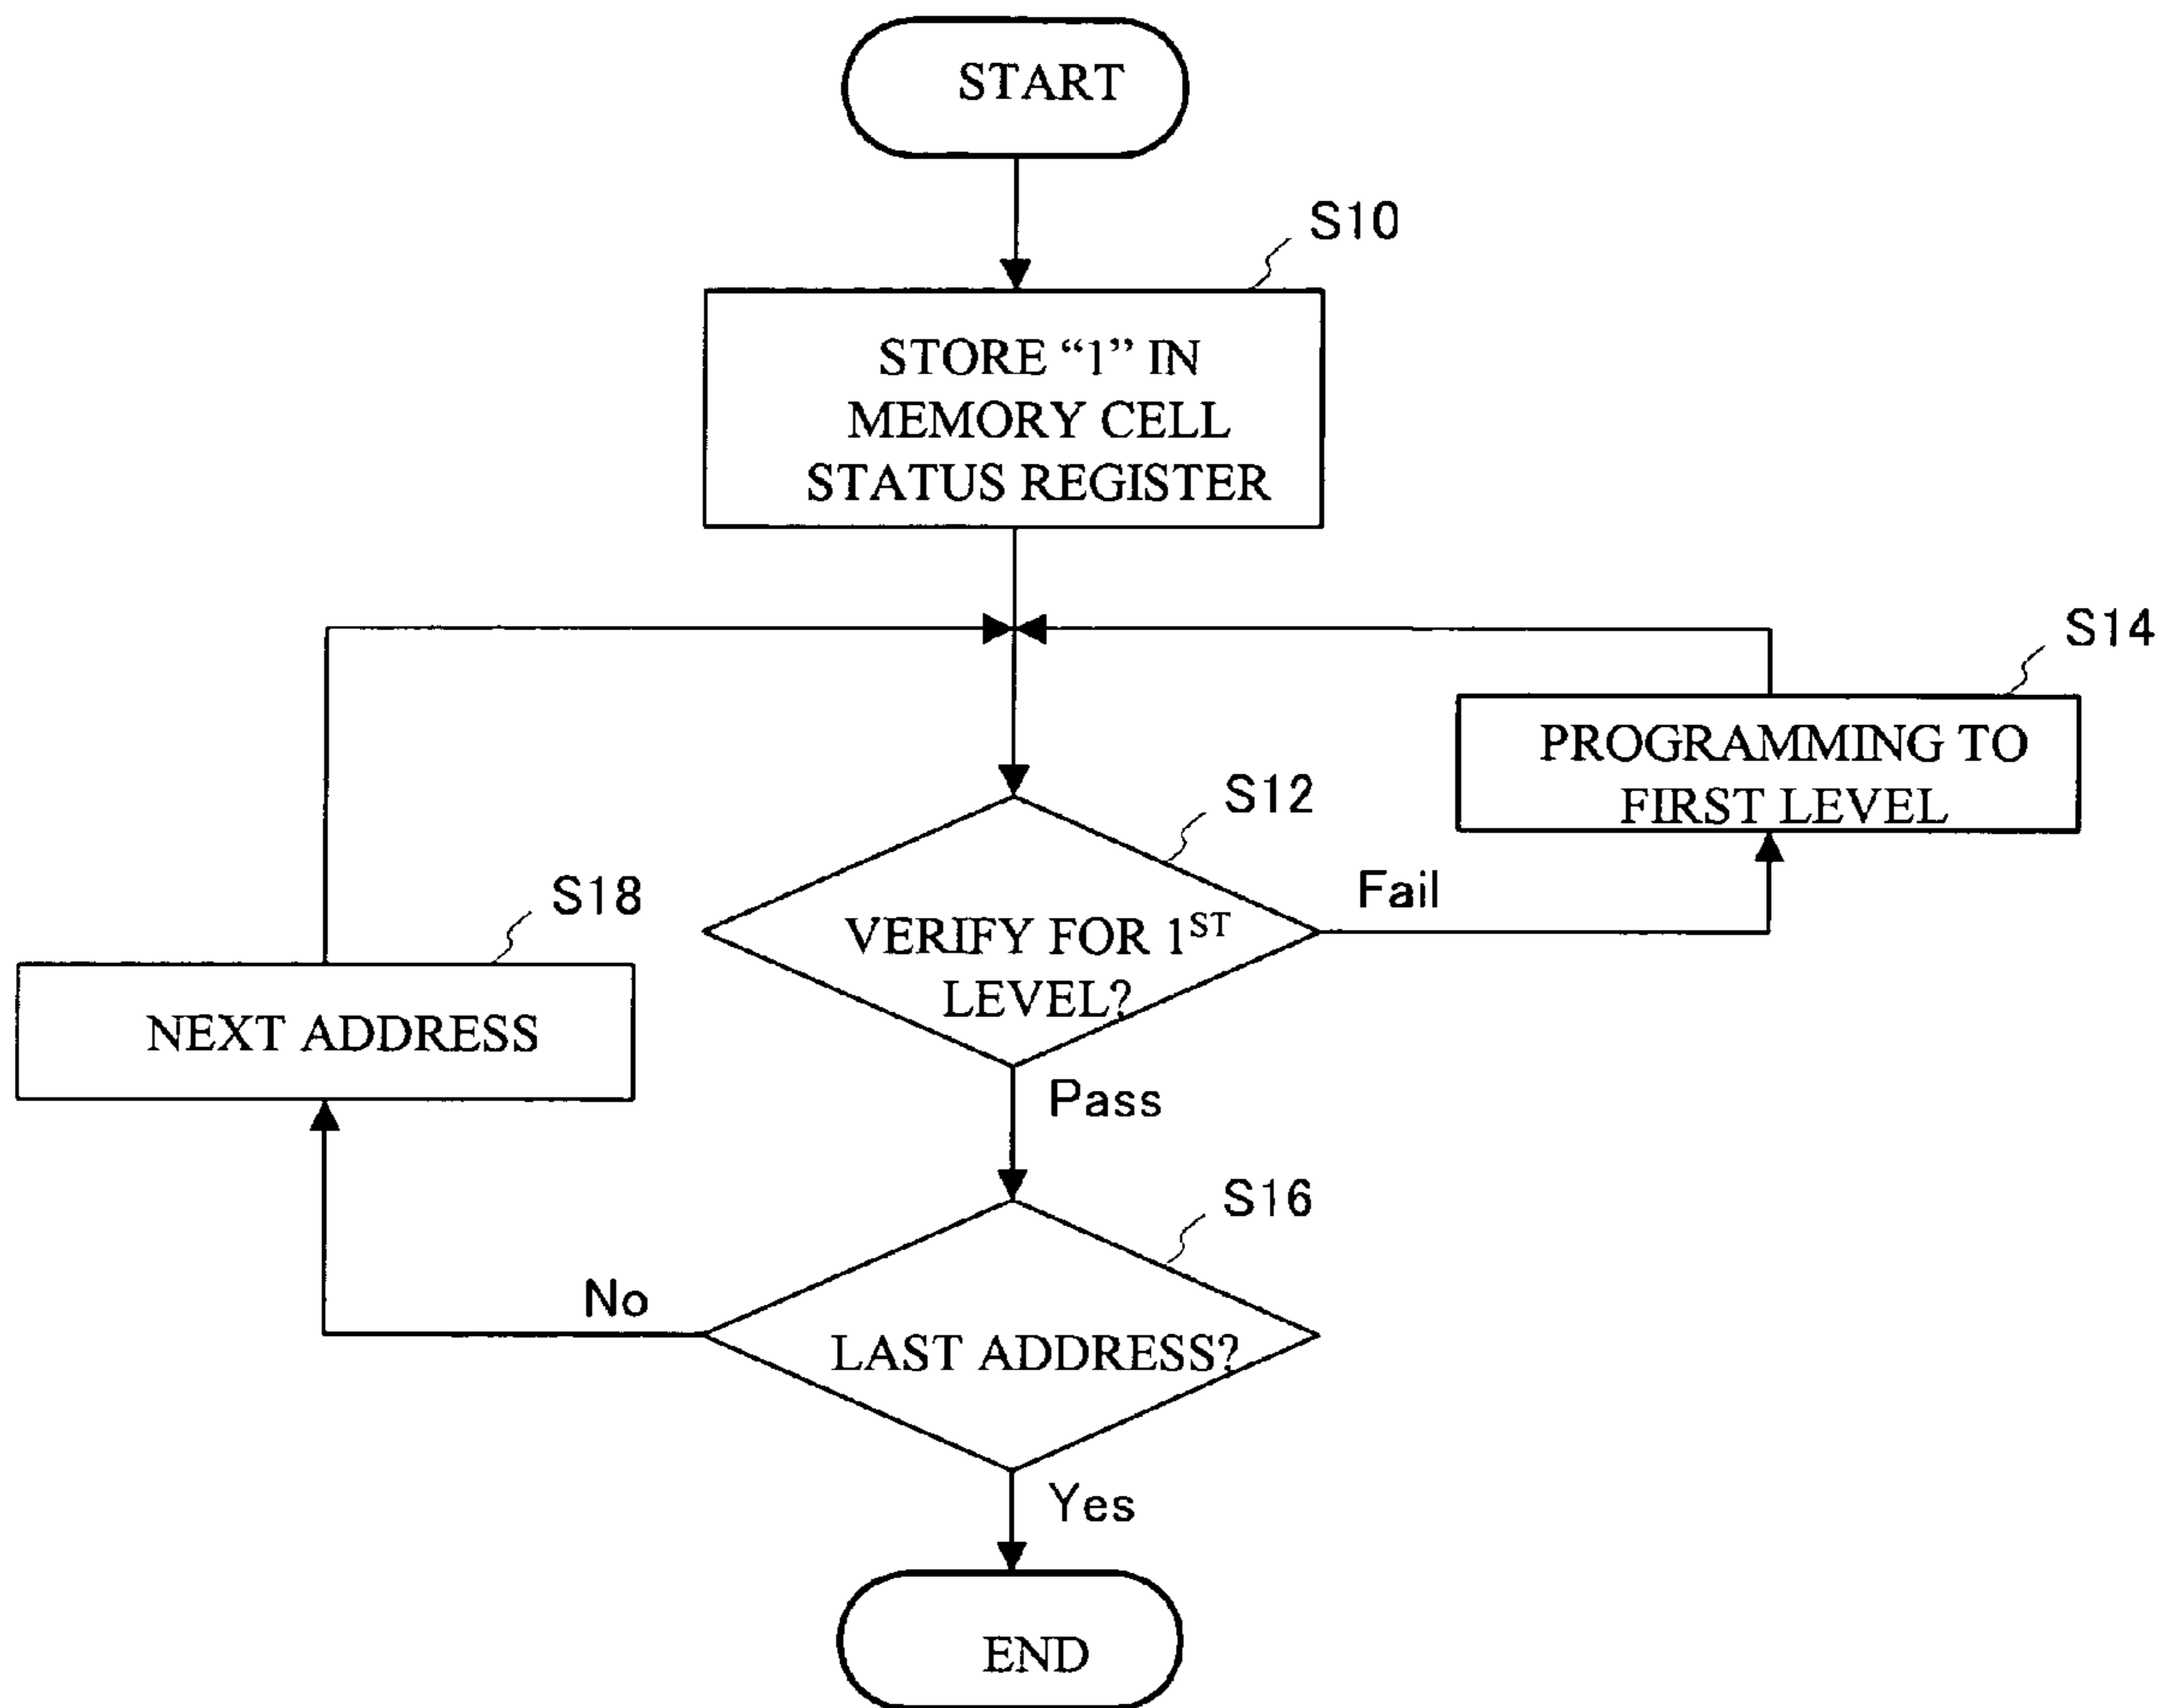 START
S10
STORE “1” IN
MEMORY CELL
STATUS REGISTER
S14
PROGRAMMING TO
FIRST LEVEL
S12
VERIFY FOR 1ST
LEVEL?
Fail
S18
NEXT ADDRESS
Pass
S16
LAST ADDRESS?
No
Yes
END